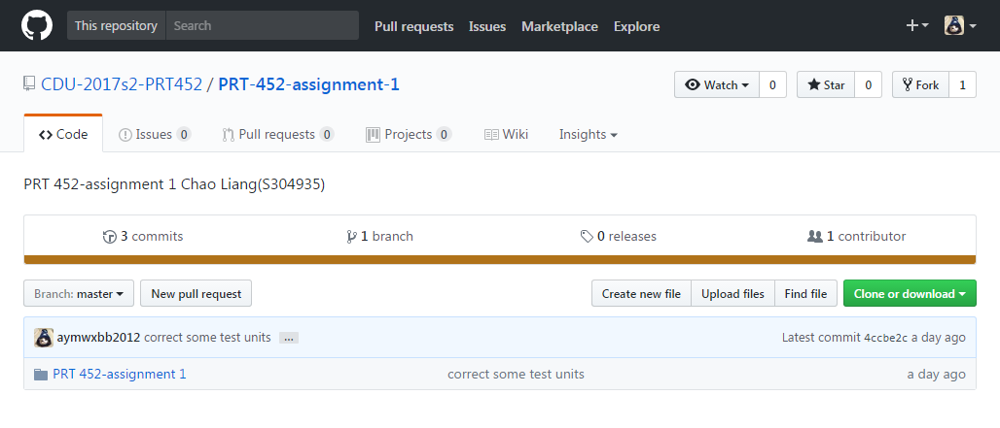 This repository Search Pull requests Issues Marketplace Explore
CDU-2017s2-PRT452 / PRT-452-assignment-1 Watch 0 Star 0 Fork 1
Code Issues 0 Pull requests 0 Projects 0 Wiki Insights
PRT 452-assignment 1 Chao Liang(S304935)
3 commits 1 branch 0 releases 1 contributor
Branch: master New pull request Create new file Upload files Find file Clone or download
aymwxbb2012 correct some test units ... Latest commit 4ccbe2c a day ago
PRT 452-assignment 1 correct some test units a day ago